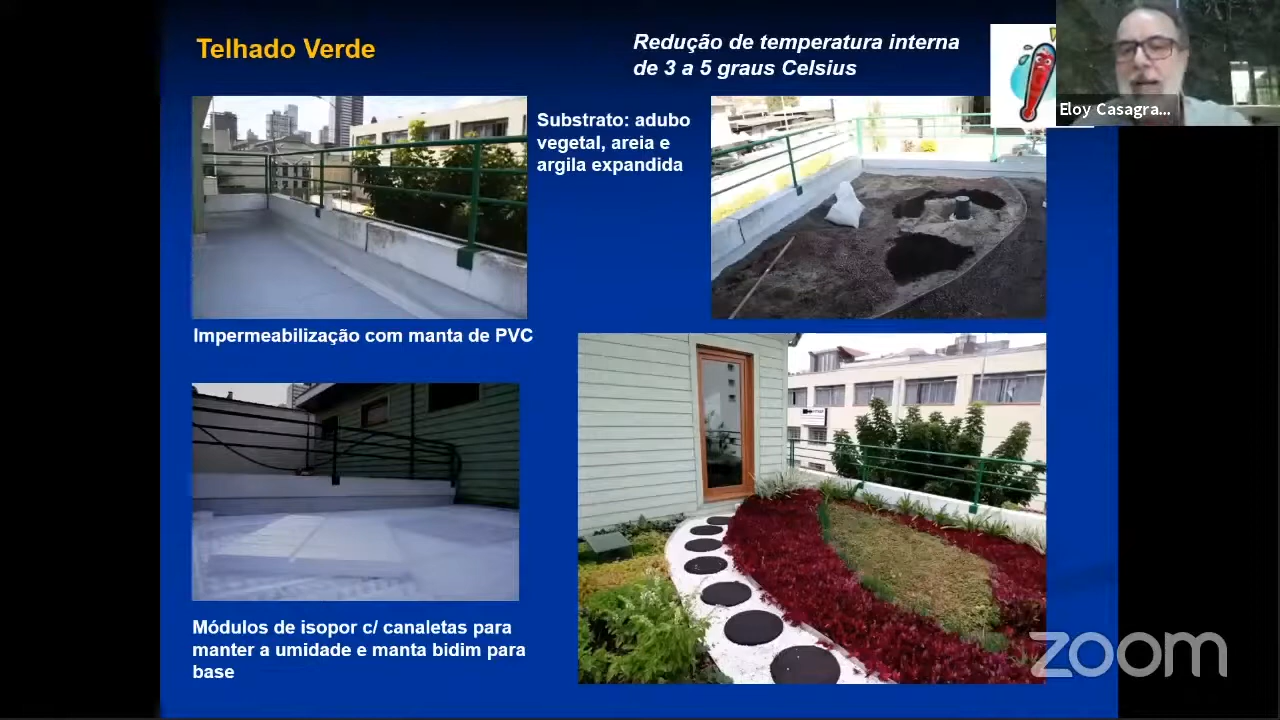 Telhado Verde
Redução de temperatura interna
de 3 a 5 graus Celsius
Eloy Casagra...
Substrato: adubo
vegetal, areia e
argila expandida
Impermeabilização com manta de PVC
Módulos de isopor c/ canaletas para
manter a umidade e manta bidim para
base
zoom